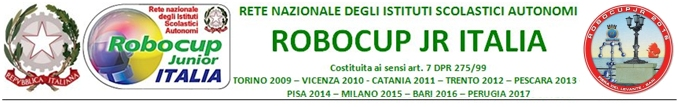 RETE NAZIONALE DEGLI ISTITUTI SCOLASTICI AUTONOMI
ROBOCUP JR ITALIA
Costituita ai sensi art. 7 DPR 275/99
TORINO 2009 – VICENZA 2010 - CATANIA 2011 – TRENTO 2012 – PESCARA 2013
PISA 2014 – MILANO 2015 – BARI 2016 – PERUGIA 2017
REPVBBLICA ITALIANA
Rete nazionale
degli Istituti
Scolastici
Autonomi
Robocup
Junior
ITALIA
ROBOCUPJR 2016